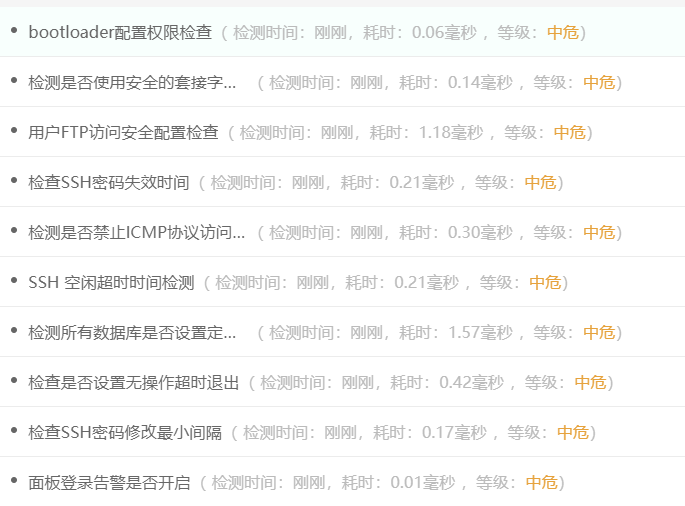 bootloader配置权限检查（检测时间：刚刚，耗时：0.06毫秒 ，等级：中危）
检测是否使用安全的套接字... （检测时间：刚刚，耗时：0.14毫秒 ，等级：中危）
用户FTP访问安全配置检查（检测时间：刚刚，耗时：1.18毫秒 ，等级：中危）
检查SSH密码失效时间（检测时间：刚刚，耗时：0.21毫秒 ，等级：中危）
检测是否禁止ICMP协议访问... （检测时间：刚刚，耗时：0.30毫秒 ，等级：中危）
SSH 空闲超时时间检测（检测时间：刚刚，耗时：0.21毫秒 ，等级：中危）
检测所有数据库是否设置定... （检测时间：刚刚，耗时：1.57毫秒 ，等级：中危）
检查是否设置无操作超时退出（检测时间：刚刚，耗时：0.42毫秒 ，等级：中危）
检查SSH密码修改最小间隔（检测时间：刚刚，耗时：0.17毫秒 ，等级：中危）
面板登录告警是否开启（检测时间：刚刚，耗时：0.01毫秒 ，等级：中危）